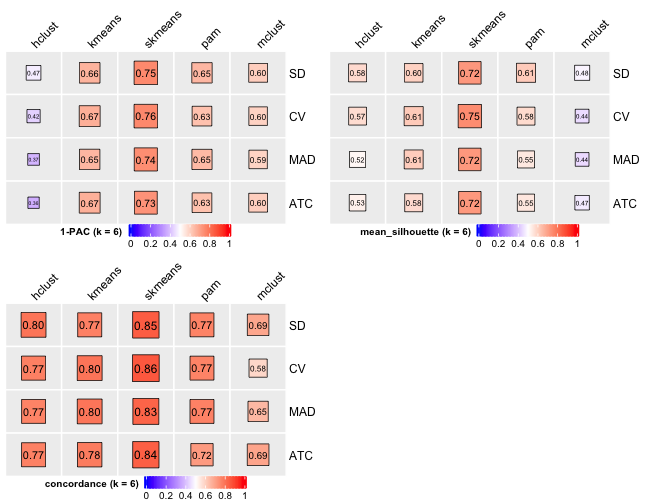 hclust kmeans skmeans pam mclust
0.47 0.66 0.75 0.65 0.60 SD
0.42 0.67 0.76 0.63 0.60 CV
0.37 0.65 0.74 0.65 0.59 MAD
0.36 0.67 0.73 0.63 0.60 ATC
1-PAC (k = 6)
0 0.2 0.4 0.6 0.8 1
hclust kmeans skmeans pam mclust
0.58 0.60 0.72 0.61 0.48 SD
0.57 0.61 0.75 0.58 0.44 CV
0.52 0.61 0.72 0.55 0.44 MAD
0.53 0.58 0.72 0.55 0.47 ATC
mean_silhouette (k = 6)
0 0.2 0.4 0.6 0.8 1
hclust kmeans skmeans pam mclust
0.80 0.77 0.85 0.77 0.69 SD
0.77 0.80 0.86 0.77 0.58 CV
0.77 0.80 0.83 0.77 0.65 MAD
0.77 0.78 0.84 0.72 0.69 ATC
concordance (k = 6)
0 0.2 0.4 0.6 0.8 1